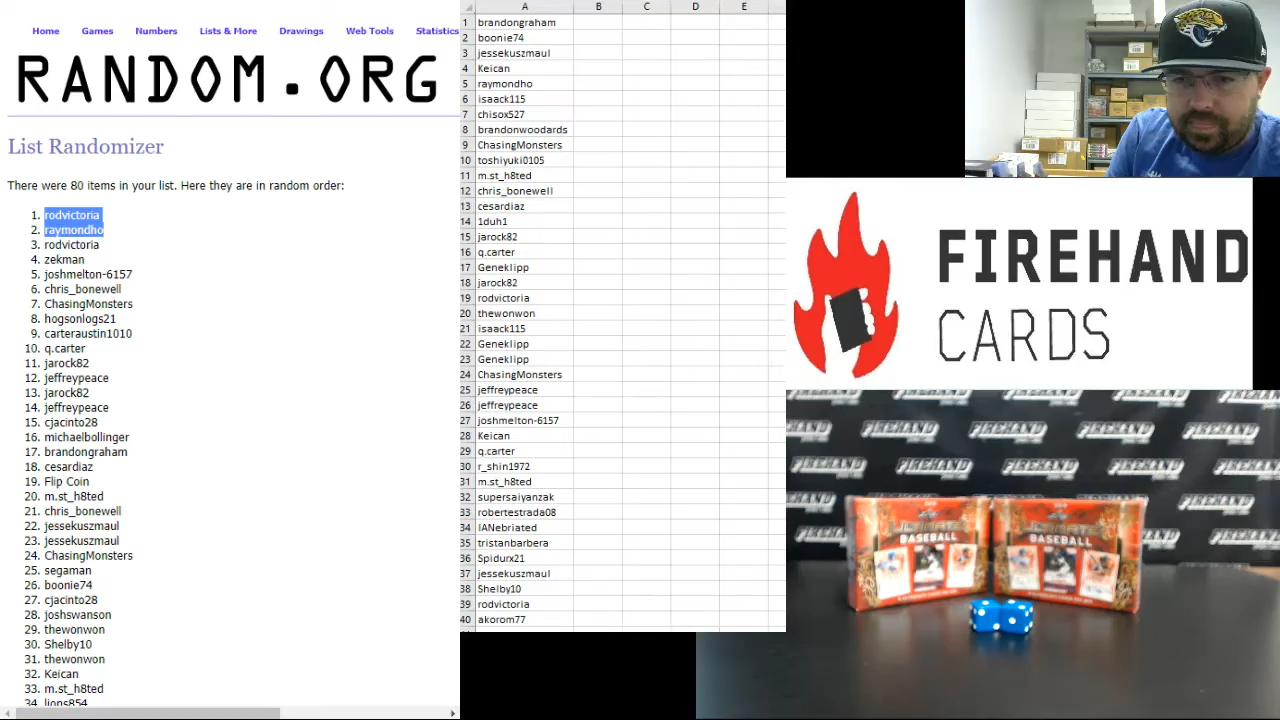 Home Games Numbers Lists & More Drawings Web Tools Statistics
RANDOM.ORG
List Randomizer
There were 80 items in your list. Here they are in random order:
1. rodvictoria
2. raymondho
3. rodvictoria
4. zekman
5. joshmelton-6157
6. chris_bonewell
7. ChasingMonsters
8. hogsonlogs21
9. carteraustin1010
10. q.carter
11. jarock82
12. jeffreypeace
13. jarock82
14. jeffreypeace
15. cjacinto28
16. michaelbollinger
17. brandongraham
18. cesardiaz
19. Flip Coin
20. m.st_h8ted
21. chris_bonewell
22. jessekuszmaul
23. jessekuszmaul
24. ChasingMonsters
25. segaman
26. boonie74
27. cjacinto28
28. joshswanson
29. thewonwon
30. Shelby10
31. thewonwon
32. Keican
33. m.st_h8ted
34. lions854
A B C D E
1 brandongraham
2 boonie74
3 jessekuszmaul
4 Keican
5 raymondho
6 isaack115
7 chisox527
8 brandonwoodards
9 ChasingMonsters
10 toshiyuki0105
11 m.st_h8ted
12 chris_bonewell
13 cesardiaz
14 1duh1
15 jarock82
16 q.carter
17 Geneklipp
18 jarock82
19 rodvictoria
20 thewonwon
21 isaack115
22 Geneklipp
23 Geneklipp
24 ChasingMonsters
25 jeffreypeace
26 jeffreypeace
27 joshmelton-6157
28 Keican
29 q.carter
30 r_shin1972
31 m.st_h8ted
32 supersaiyanzak
33 robertestrada08
34 IANebriated
35 tristanbarbera
36 Spidurx21
37 jessekuszmaul
38 Shelby10
39 rodvictoria
40 akorom77
FIREHAND
CARDS
FIREHAND FIREHAND FIREHAND
BASEBALL
BASEBALL